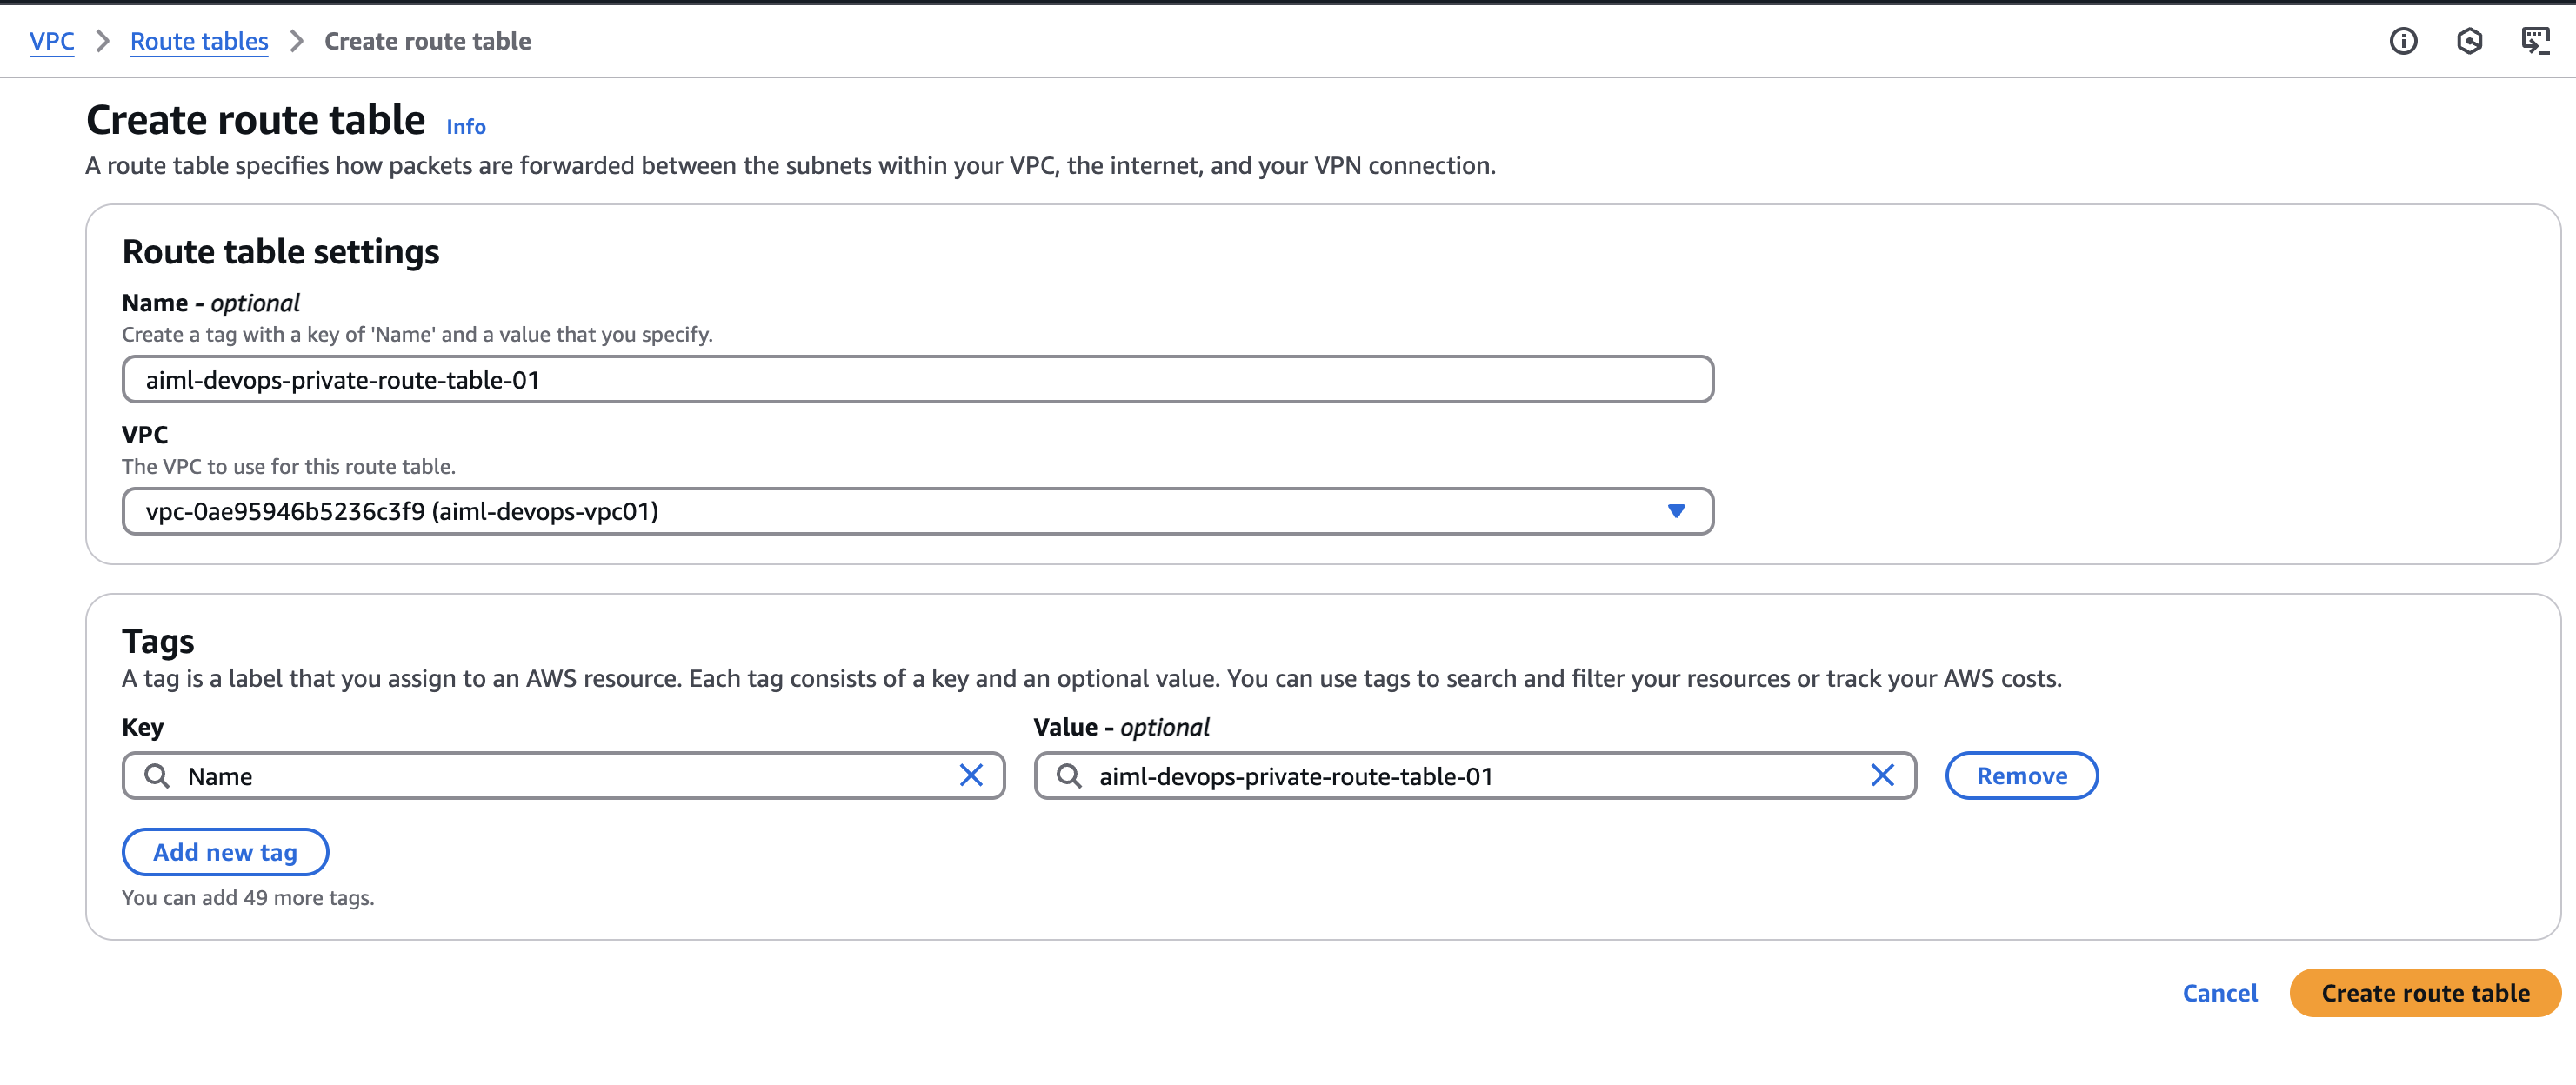 VPC > Route tables > Create route table
Create route table Info
A route table specifies how packets are forwarded between the subnets within your VPC, the internet, and your VPN connection.
Route table settings
Name - optional
Create a tag with a key of 'Name' and a value that you specify.
aiml-devops-private-route-table-01
VPC
The VPC to use for this route table.
vpc-0ae95946b5236c3f9 (aiml-devops-vpc01)
Tags
A tag is a label that you assign to an AWS resource. Each tag consists of a key and an optional value. You can use tags to search and filter your resources or track your AWS costs.
Key Value - optional
Name aiml-devops-private-route-table-01 Remove
Add new tag
You can add 49 more tags.
Cancel Create route table